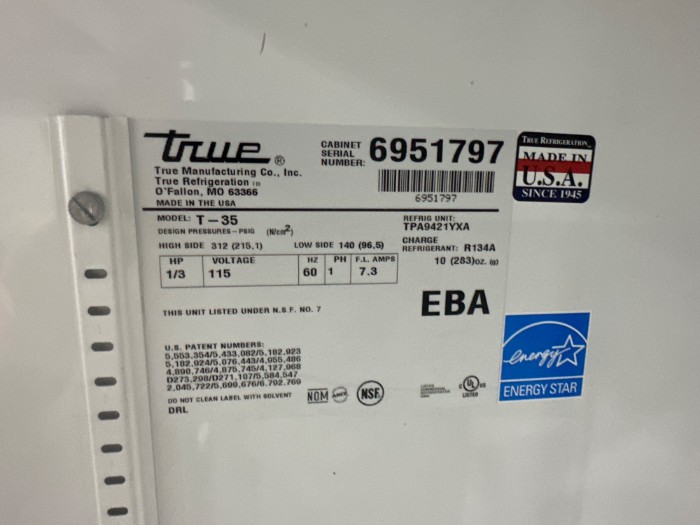 true ®
True Manufacturing Co., Inc.
True Refrigeration
O'Fallon, MO 63366
MADE IN THE USA
CABINET SERIAL NUMBER: 6951797
6951797
TRUE REFRIGERATION
MADE IN
U.S.A.
SINCE 1945
MODEL: T-35
DESIGN PRESSURES-PSIG (N/cm²)
REFRIG UNIT:
TPA9421YXA
HIGH SIDE 312 (215,1) LOW SIDE 140 (96,5)
CHARGE
REFRIGERANT: R134A
10 (283)oz. (g)
HP VOLTAGE HZ PH F.L. AMPS
1/3 115 60 1 7.3
EBA
THIS UNIT LISTED UNDER N.S.F. NO. 7
U.S. PATENT NUMBERS:
5,553,354/5,433,082/5,182,923
5,182,924/5,076,443/4,955,486
4,890,746/4,875,745/4,127,068
D273,298/D271,107/5,584,547
2,045,722/5,699,676/6,792,769
DO NOT CLEAN LABEL WITH SOLVENT
DRL
NOM
NSF
UL
LISTED
energy
ENERGY STAR